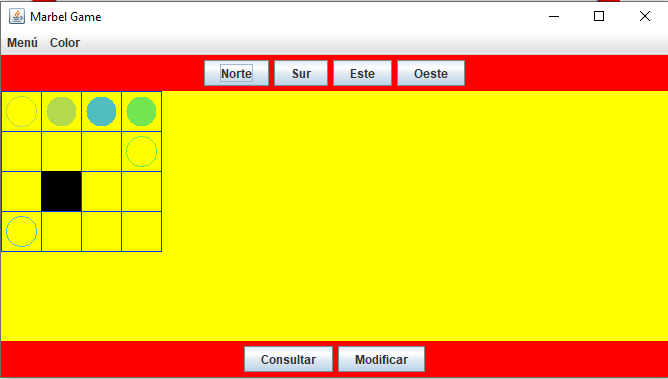 Marbel Game
Menú Color
Norte Sur Este Oeste
Consultar Modificar